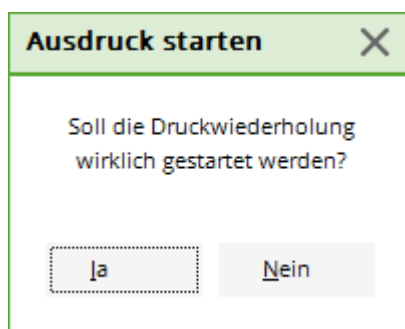 Ausdruck starten
Soll die Druckwiederholung
wirklich gestartet werden?
Ja
Nein